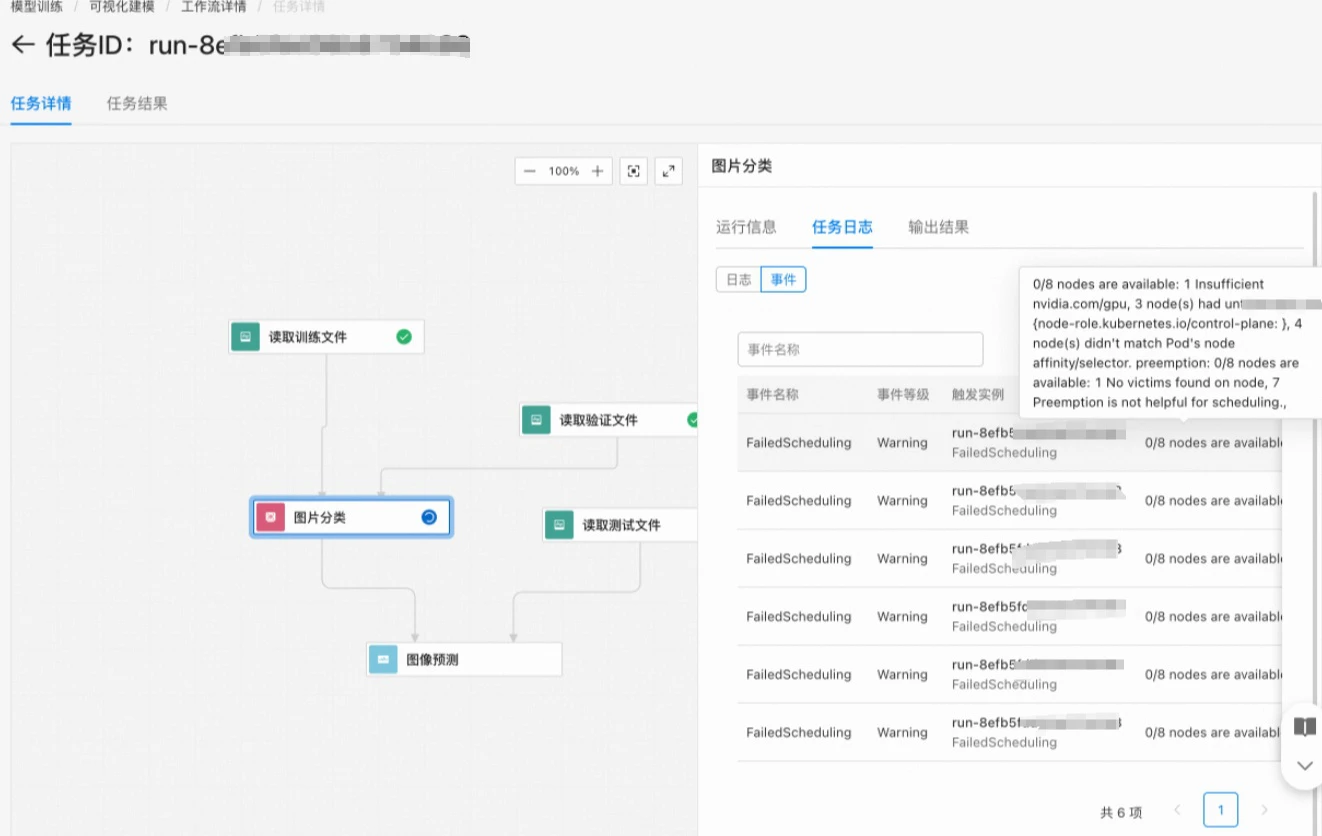 模型训练 / 可视化建模 / 工作流详情 / 任务详情
← 任务ID： run-8e
任务详情 任务结果
100%
图片分类
运行信息 任务日志 输出结果
日志 事件
0/8 nodes are available: 1 Insufficient
nvidia.com/gpu, 3 node(s) had
{node-role.kubernetes.io/control-plane: }, 4
node(s) didn't match Pod's node
affinity/selector. preemption: 0/8 nodes are
available: 1 No victims found on node, 7
Preemption is not helpful for scheduling.,
读取训练文件
读取验证文件
图片分类
读取测试文件
图像预测
事件名称
事件名称 事件等级 触发实例
FailedScheduling Warning run-8efb5 0/8 nodes are availabl
FailedScheduling
FailedScheduling Warning run-8efb5 0/8 nodes are availabl
FailedScheduling
FailedScheduling Warning run-8efb5 0/8 nodes are availabl
FailedScheduling
FailedScheduling Warning run-8efb5f 0/8 nodes are availabl
FailedScheduling
FailedScheduling Warning run-8efb5 0/8 nodes are availabl
FailedScheduling
FailedScheduling Warning run-8efb5f 0/8 nodes are availabl
FailedScheduling
共 6 项 < 1 >